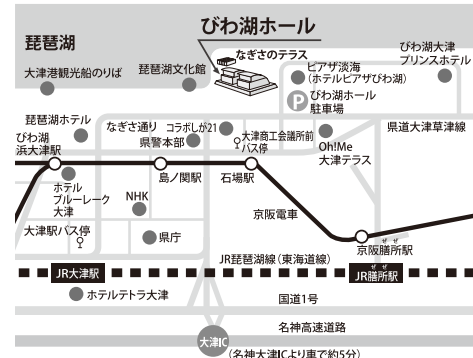 びわ湖ホール
琵琶湖
なぎさのテラス
琵琶湖文化館
大津港観光船のりば
ピアザ淡海
(ホテルピアザびわ湖)
びわ湖大津
プリンスホテル
P
びわ湖ホール
駐車場
琵琶湖ホテル
なぎさ通り
コラボしが21
県警本部
大津商工会議所前
バス停
Oh!Me
大津テラス
県道大津草津線
びわ湖
浜大津駅
島ノ関駅
石場駅
ホテル
ブルーレーク
大津
NHK
京阪電車
大津駅バス停
県庁
ぜぜ
京阪膳所駅
JR琵琶湖線(東海道線)
JR大津駅
ぜぜ
JR膳所駅
ホテルテトラ大津
国道1号
名神高速道路
大津IC
(名神大津ICより車で約5分)